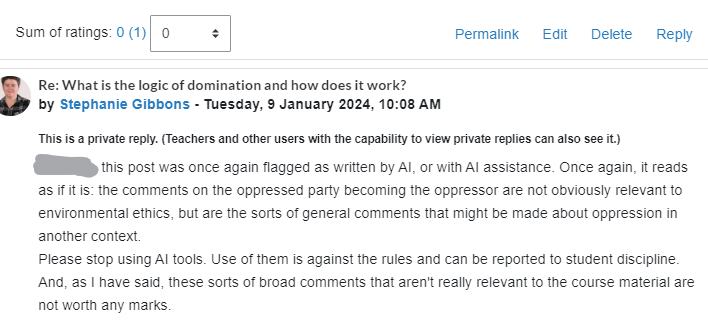 Sum of ratings: 0 (1) 0
Permalink Edit Delete Reply
Re: What is the logic of domination and how does it work?
by Stephanie Gibbons - Tuesday, 9 January 2024, 10:08 AM
This is a private reply. (Teachers and other users with the capability to view private replies can also see it.)
this post was once again flagged as written by AI, or with AI assistance. Once again, it reads
as if it is: the comments on the oppressed party becoming the oppressor are not obviously relevant to
environmental ethics, but are the sorts of general comments that might be made about oppression in
another context.
Please stop using AI tools. Use of them is against the rules and can be reported to student discipline.
And, as I have said, these sorts of broad comments that aren't really relevant to the course material are
not worth any marks.